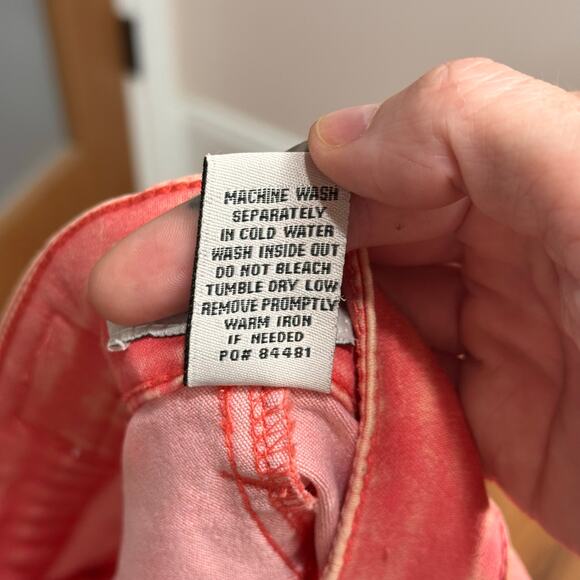 MACHINE WASH
SEPARATELY
IN COLD WATER
WASH INSIDE OUT
DO NOT BLEACH
TUMBLE DRY LOW
REMOVE PROMPTLY
WARM IRON
IF NEEDED
PO# 84481